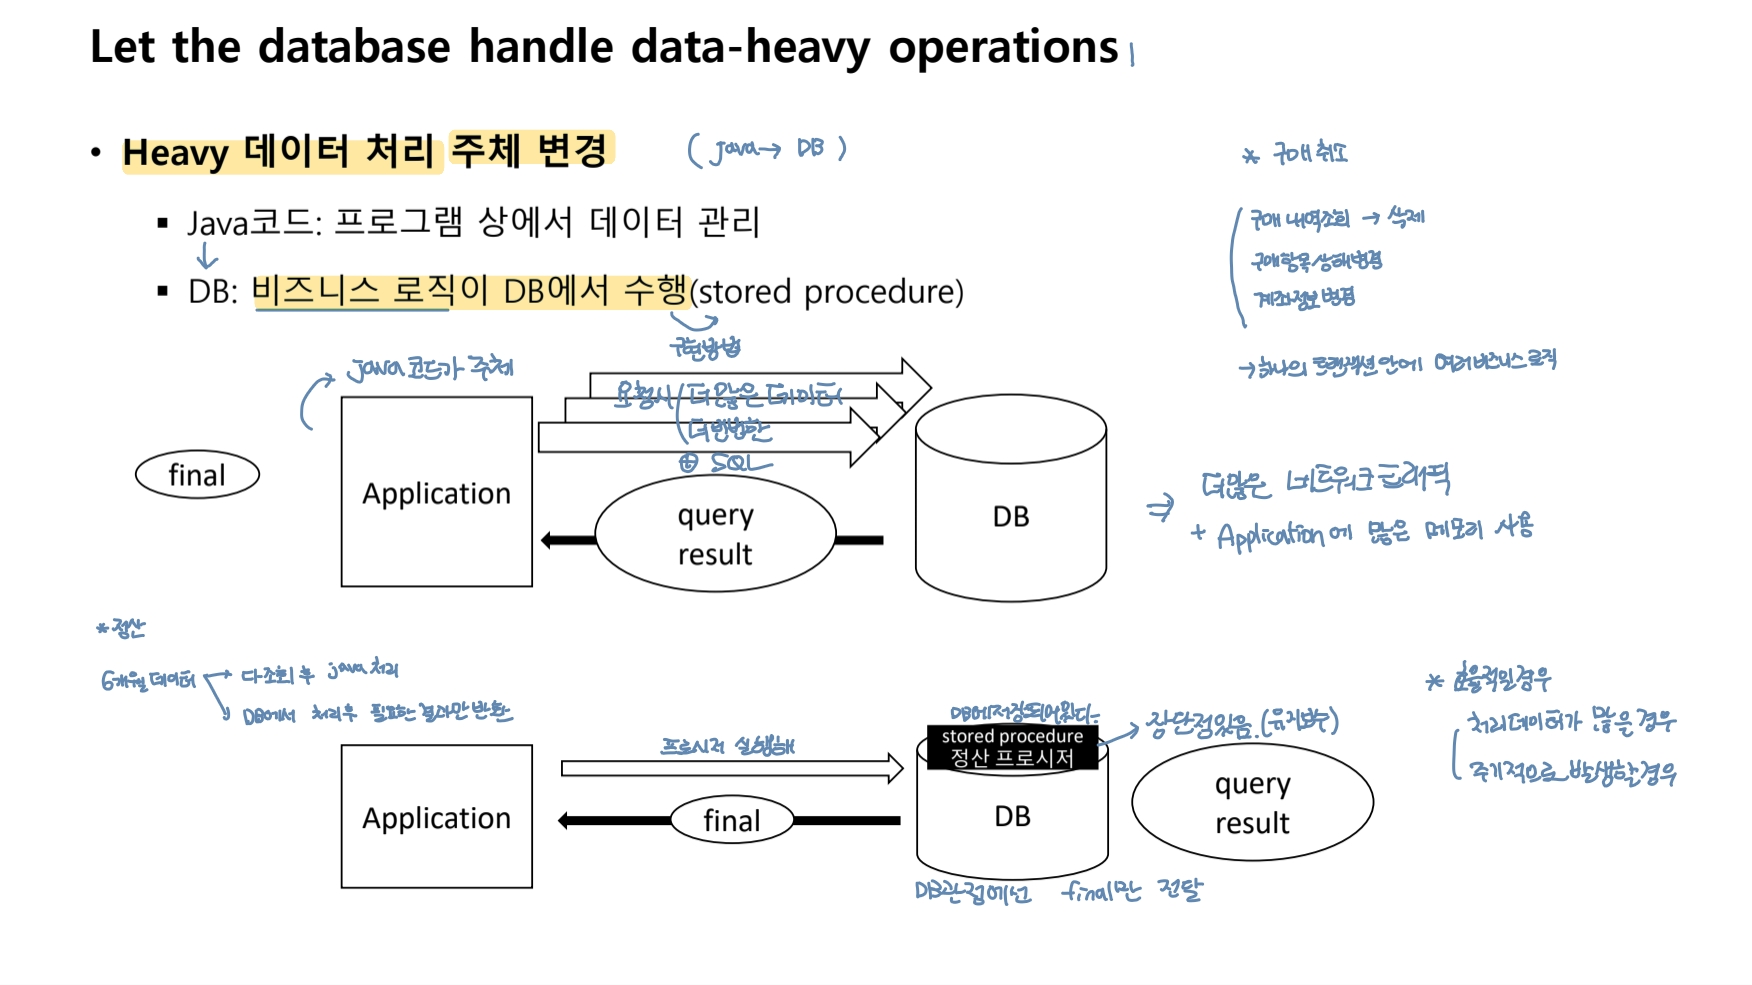 Let the database handle data-heavy operations
• Heavy 데이터 처리 주체 변경 (java → DB)
▪ Java코드: 프로그램 상에서 데이터 관리
▪ DB: 비즈니스 로직이 DB에서 수행(stored procedure)
구현방법
* 구매 취소
구매 내역조회 → 삭제
구매항목 상태변경
계좌정보 변경
→ 하나의 트랜잭션 안에 여러 비즈니스 로직
java 코드가 주체
요청시 더 많은 데이터
더 빈번한
⊕ SQL
final
Application
query
result
DB
⇒ 더많은 네트워크 트래픽
+ Application에 많은 메모리 사용
* 정산
6개월 데이터 → 다 조회 후 java 처리
DB에서 처리후 필요한 결과만 반환
프로시저 실행해
DB에 저장되어있다.
stored procedure
정산 프로시저
→ 장단점있음. (유지보수)
Application
final
DB
query
result
DB관점에선 final만 전달
* 효율적일 경우
처리 데이터가 많은 경우
주기적으로 발생할 경우